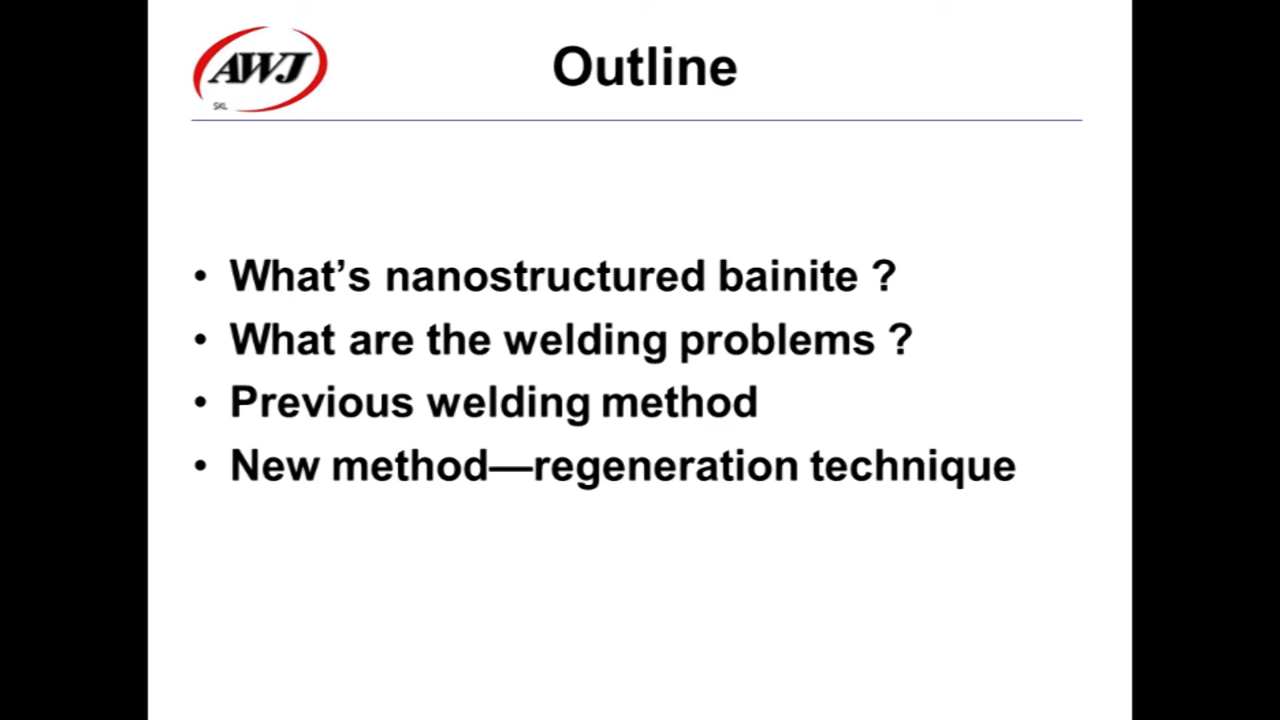 AWJ
SKL
Outline
• What’s nanostructured bainite ?
• What are the welding problems ?
• Previous welding method
• New method—regeneration technique